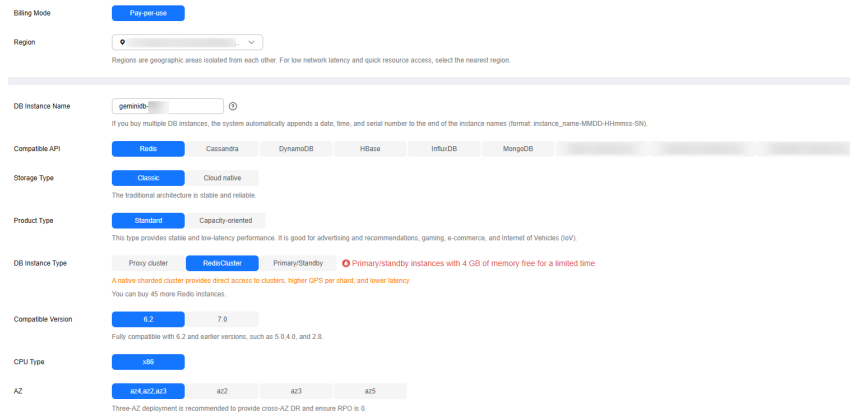 Billing Mode
Pay-per-use
Region
Regions are geographic areas isolated from each other. For low network latency and quick resource access, select the nearest region.
DB Instance Name
geminidb-
If you buy multiple DB instances, the system automatically appends a date, time, and serial number to the end of the instance names (format: instance_name-MMDD-HHmmss-SN).
Compatible API
Redis Cassandra DynamoDB HBase InfluxDB MongoDB
Storage Type
Classic Cloud native
The traditional architecture is stable and reliable.
Product Type
Standard Capacity-oriented
This type provides stable and low-latency performance. It is good for advertising and recommendations, gaming, e-commerce, and Internet of Vehicles (IoV).
DB Instance Type
Proxy cluster RedisCluster Primary/Standby Primary/standby instances with 4 GB of memory free for a limited time
A native sharded cluster provides direct access to clusters, higher QPS per shard, and lower latency.
You can buy 45 more Redis instances.
Compatible Version
6.2 7.0
Fully compatible with 6.2 and earlier versions, such as 5.0,4.0, and 2.8.
CPU Type
x86
AZ
az4,az2,az3 az2 az3 az5
Three-AZ deployment is recommended to provide cross-AZ DR and ensure RPO is 0.